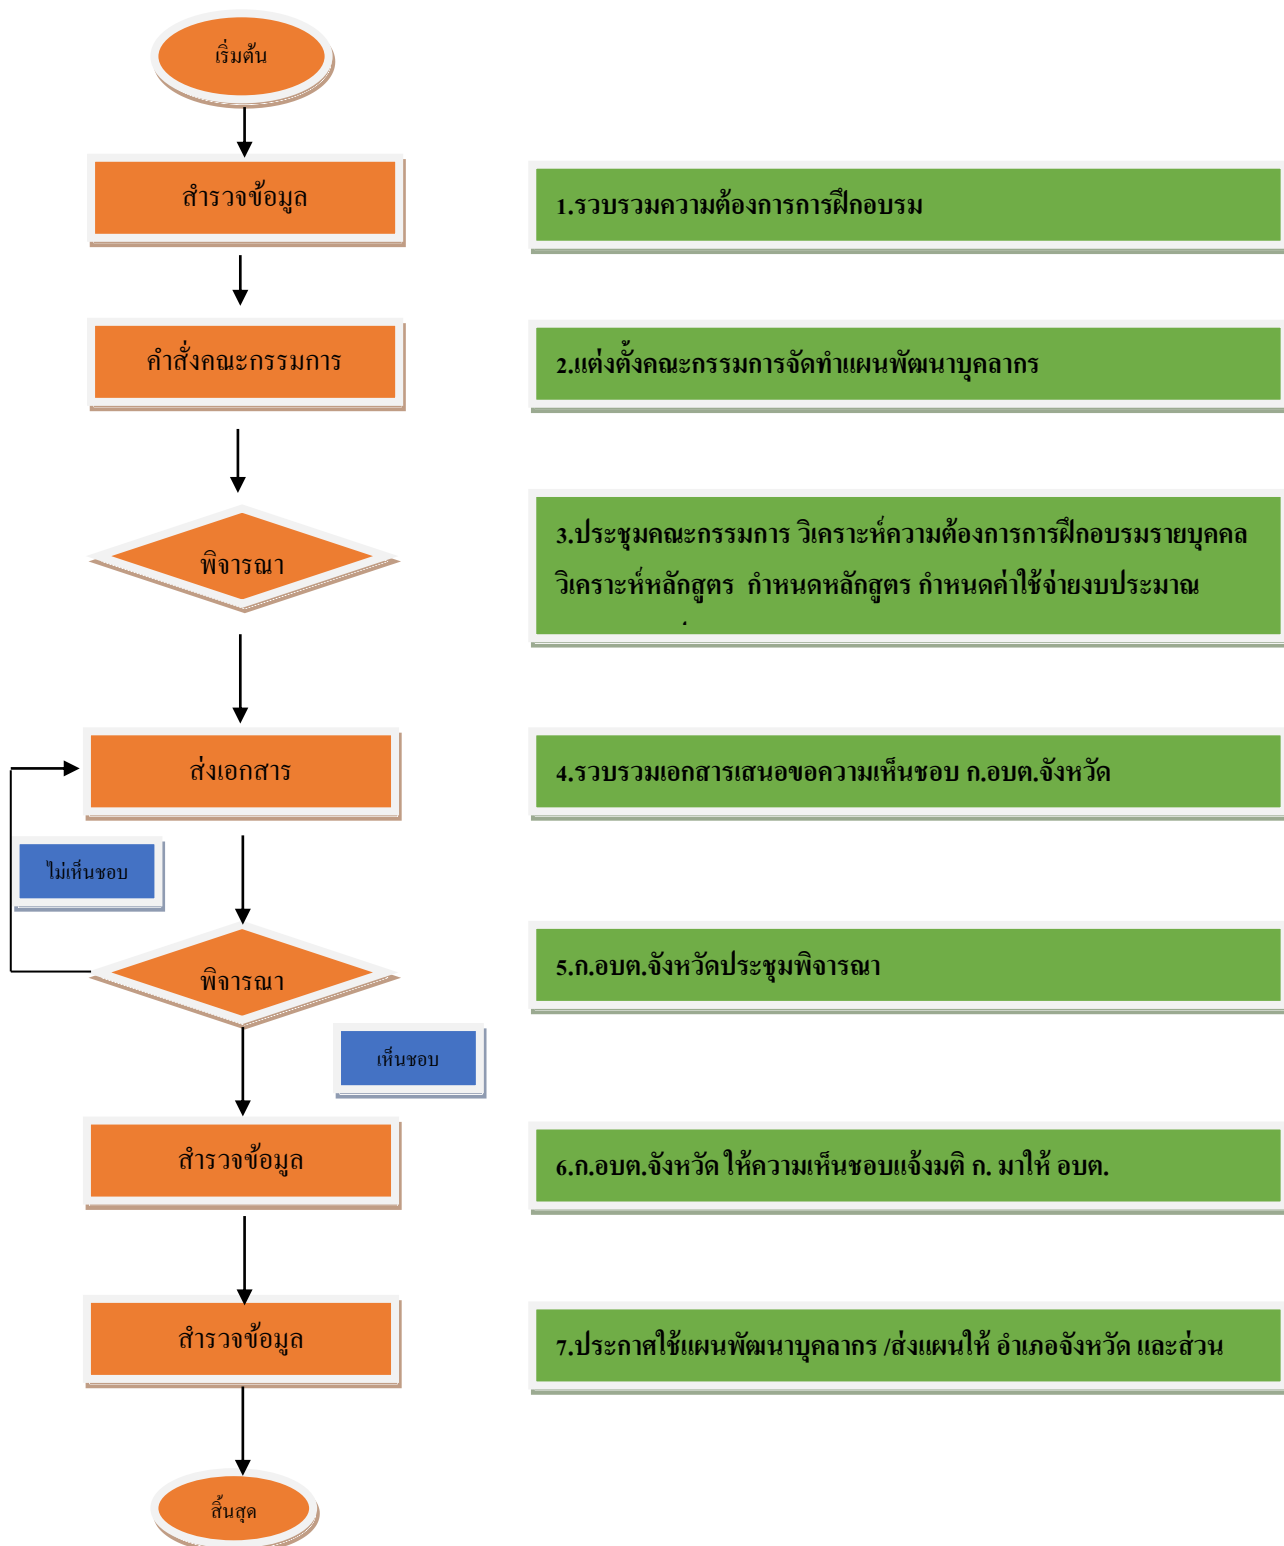 เริ่มต้น
สำรวจข้อมูล
1.รวบรวมความต้องการการฝึกอบรม
คำสั่งคณะกรรมการ
2.แต่งตั้งคณะกรรมการจัดทำแผนพัฒนาบุคลากร
พิจารณา
3.ประชุมคณะกรรมการ วิเคราะห์ความต้องการการฝึกอบรมรายบุคคล
วิเคราะห์หลักสูตร กำหนดหลักสูตร กำหนดค่าใช้จ่ายงบประมาณ
ส่งเอกสาร
4.รวบรวมเอกสารเสนอขอความเห็นชอบ ก.อบต.จังหวัด
ไม่เห็นชอบ
พิจารณา
5.ก.อบต.จังหวัดประชุมพิจารณา
เห็นชอบ
สำรวจข้อมูล
6.ก.อบต.จังหวัด ให้ความเห็นชอบแจ้งมติ ก. มาให้ อบต.
สำรวจข้อมูล
7.ประกาศใช้แผนพัฒนาบุคลากร /ส่งแผนให้ อำเภอจังหวัด และส่วน
สิ้นสุด